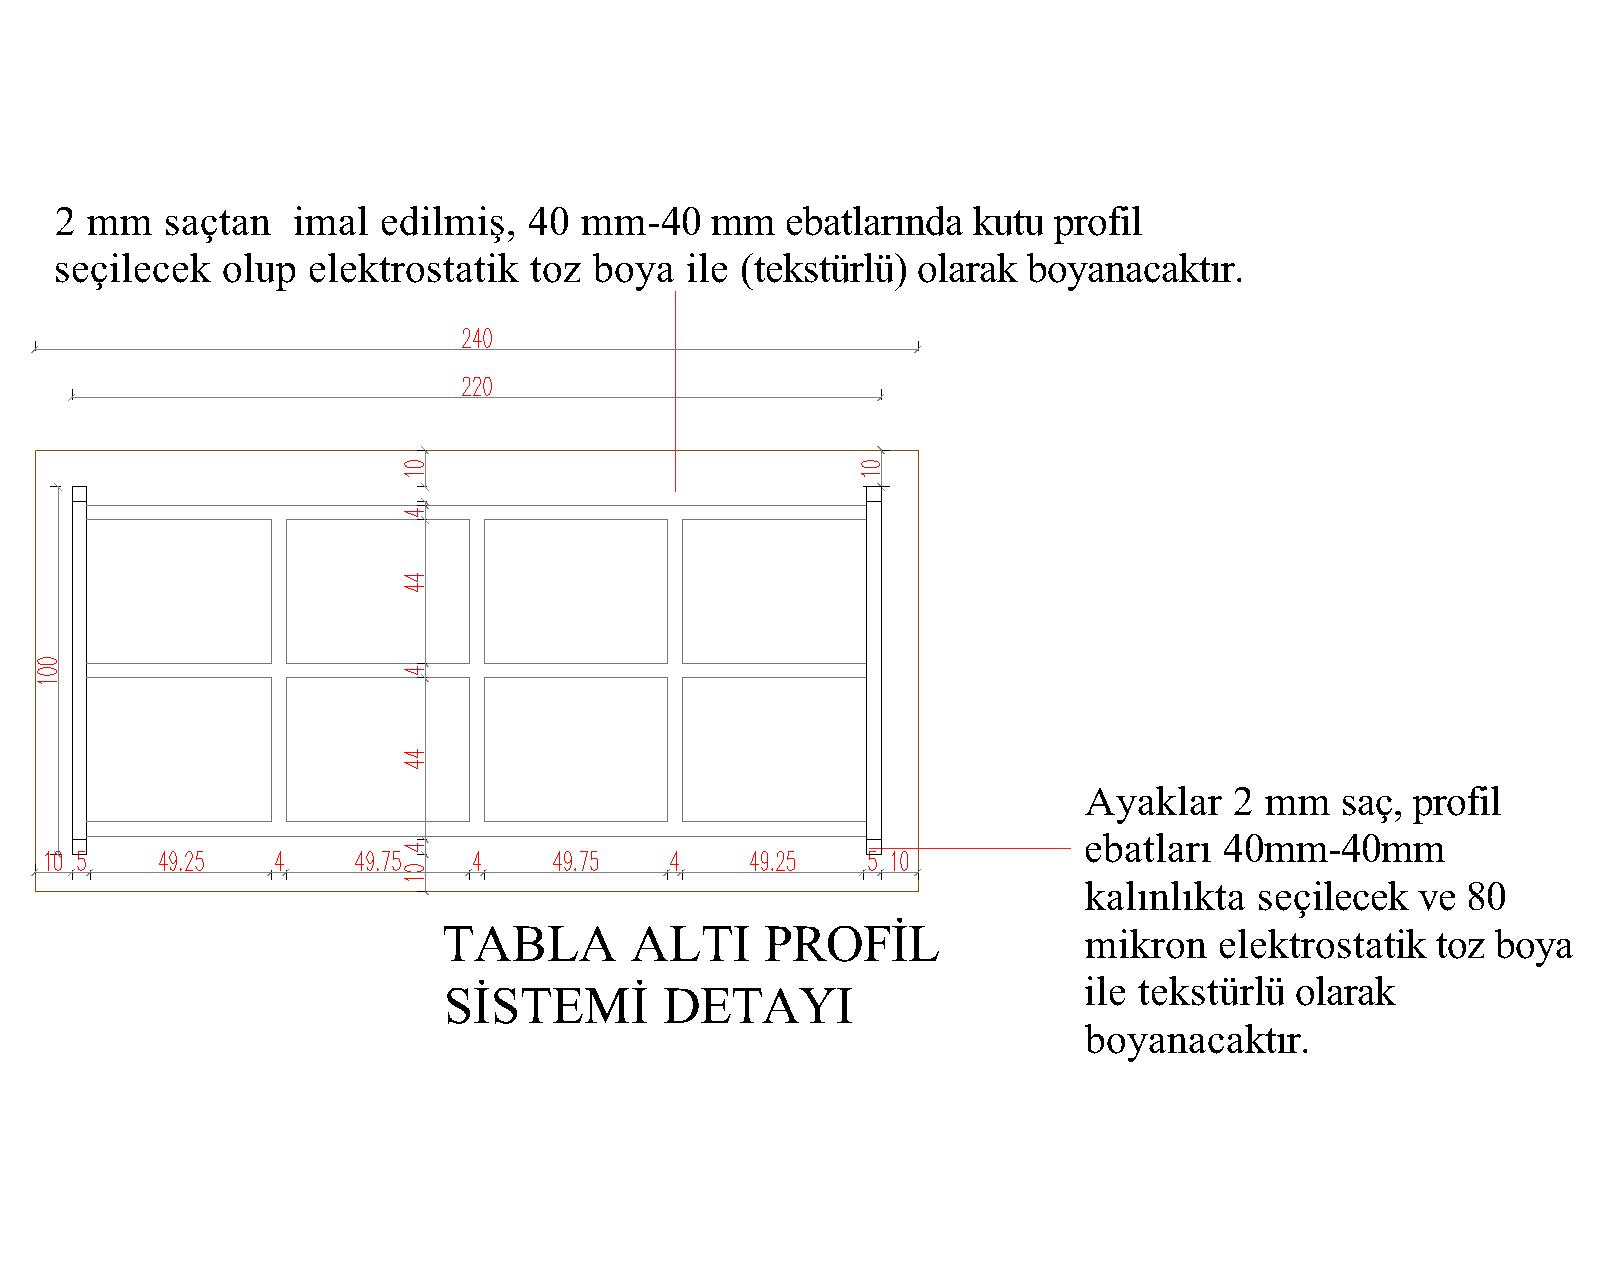 2 mm saçtan imal edilmiş, 40 mm-40 mm ebatlarında kutu profil
seçilecek olup elektrostatik toz boya ile (tekstürlü) olarak boyanacaktır.
240
220
10
10
4
44
100
4
44
4
10
10
5
49.25
4
49.75
4
49.75
4
49.25
5
10
Ayaklar 2 mm saç, profil
ebatları 40mm-40mm
kalınlıkta seçilecek ve 80
mikron elektrostatik toz boya
ile tekstürlü olarak
boyanacaktır.
TABLA ALTI PROFİL
SİSTEMİ DETAYI